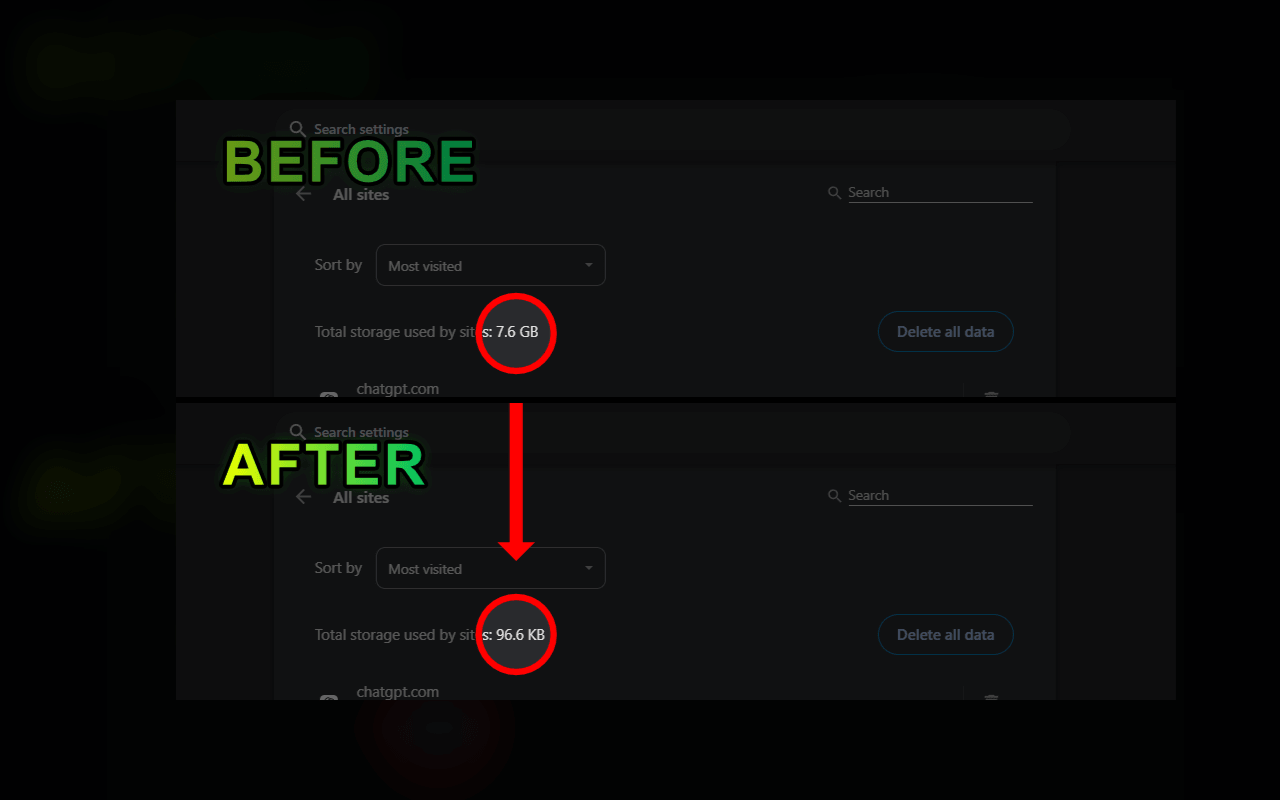 Search settings
BEFORE
All sites
Search
Sort by
Most visited
Total storage used by sites: 7.6 GB
Delete all data
chatgpt.com
Search settings
AFTER
All sites
Search
Sort by
Most visited
Total storage used by sites: 96.6 KB
Delete all data
chatgpt.com